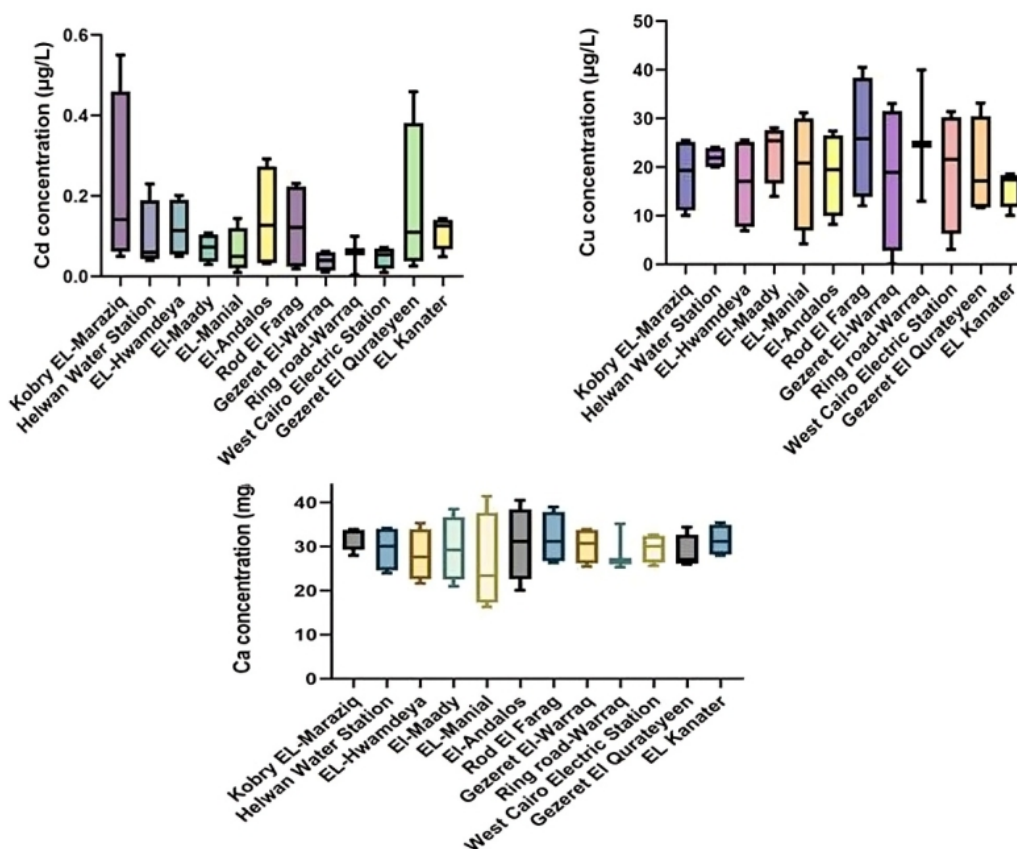 Cd concentration (µg/L)
0.6
0.4
0.2
0.0
Kobry EL-Maraziq
Helwan Water Station
EL-Hwamdeya
El-Maady
EL-Manial
El-Andalos
Rod El Farag
Gezeret El-Warraq
Ring road-Warraq
West Cairo Electric Station
Gezeret El Qurateyeen
EL Kanater
Cu concentration (µg/L)
50
40
30
20
10
0
Kobry EL-Maraziq
Helwan Water Station
EL-Hwamdeya
El-Maady
EL-Manial
El-Andalos
Rod El Farag
Gezeret El-Warraq
Ring road-Warraq
West Cairo Electric Station
Gezeret El Qurateyeen
EL Kanater
Ca concentration (mg
40
30
20
10
0
Kobry EL-Maraziq
Helwan Water Station
EL-Hwamdeya
El-Maady
EL-Manial
El-Andalos
Rod El Farag
Gezeret El-Warraq
Ring road-Warraq
West Cairo Electric Station
Gezeret El Qurateyeen
EL Kanater